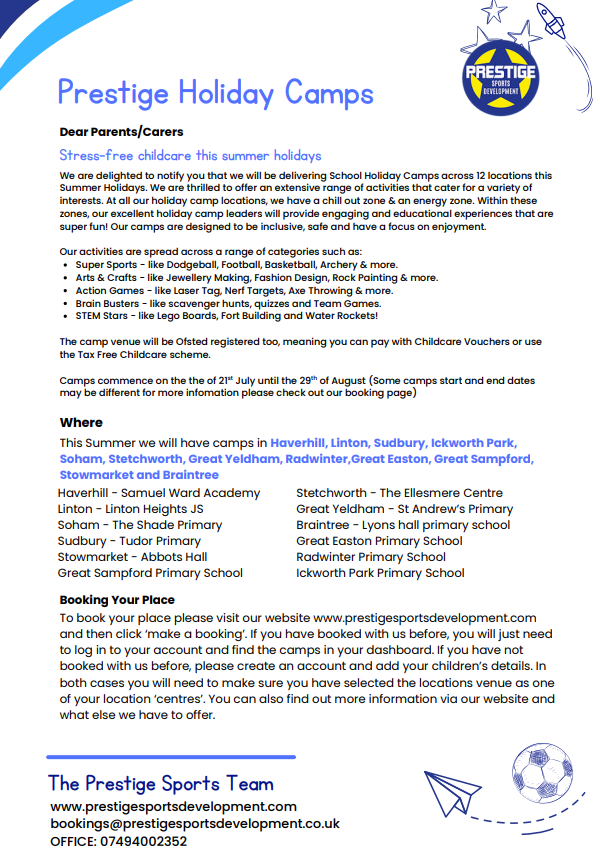 PRESTIGE
SPORTS
DEVELOPMENT
Prestige Holiday Camps
Dear Parents/Carers
Stress-free childcare this summer holidays
We are delighted to notify you that we will be delivering School Holiday Camps across 12 locations this
Summer Holidays. We are thrilled to offer an extensive range of activities that cater for a variety of
interests. At all our holiday camp locations, we have a chill out zone & an energy zone. Within these
zones, our excellent holiday camp leaders will provide engaging and educational experiences that are
super fun! Our camps are designed to be inclusive, safe and have a focus on enjoyment.
Our activities are spread across a range of categories such as:
• Super Sports - like Dodgeball, Football, Basketball, Archery & more.
• Arts & Crafts - like Jewellery Making, Fashion Design, Rock Painting & more.
• Action Games - like Laser Tag, Nerf Targets, Axe Throwing & more.
• Brain Busters - like scavenger hunts, quizzes and Team Games.
• STEM Stars - like Lego Boards, Fort Building and Water Rockets!
The camp venue will be Ofsted registered too, meaning you can pay with Childcare Vouchers or use
the Tax Free Childcare scheme.
Camps commence on the the of 21st July until the 29th of August (Some camps start and end dates
may be different for more infomation please check out our booking page)
Where
This Summer we will have camps in Haverhill, Linton, Sudbury, Ickworth Park,
Soham, Stetchworth, Great Yeldham, Radwinter,Great Easton, Great Sampford,
Stowmarket and Braintree
Haverhill - Samuel Ward Academy
Linton - Linton Heights JS
Soham - The Shade Primary
Sudbury - Tudor Primary
Stowmarket - Abbots Hall
Great Sampford Primary School
Stetchworth - The Ellesmere Centre
Great Yeldham - St Andrew's Primary
Braintree - Lyons hall primary school
Great Easton Primary School
Radwinter Primary School
Ickworth Park Primary School
Booking Your Place
To book your place please visit our website www.prestigesportsdevelopment.com
and then click 'make a booking'. If you have booked with us before, you will just need
to log in to your account and find the camps in your dashboard. If you have not
booked with us before, please create an account and add your children's details. In
both cases you will need to make sure you have selected the locations venue as one
of your location 'centres'. You can also find out more information via our website and
what else we have to offer.
The Prestige Sports Team
www.prestigesportsdevelopment.com
bookings@prestigesportsdevelopment.co.uk
OFFICE: 07494002352